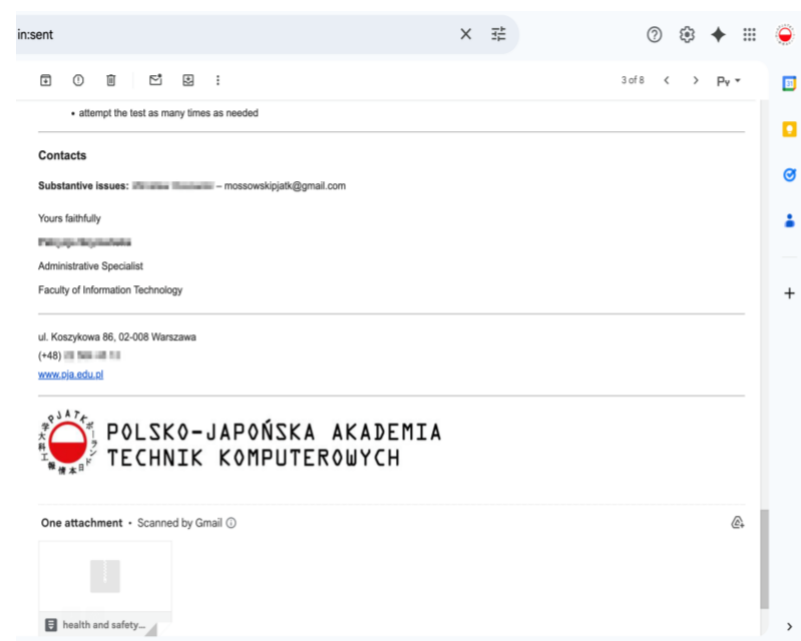 in:sent
3 of 8
• attempt the test as many times as needed
Contacts
Substantive issues: – mossowskipjatk@gmail.com
Yours faithfully
Administrative Specialist
Faculty of Information Technology
ul. Koszykowa 86, 02-008 Warszawa
(+48)
www.pja.edu.pl
PJATK
POLSKO-JAPOŃSKA AKADEMIA
TECHNIK KOMPUTEROWYCH
One attachment • Scanned by Gmail
health and safety...